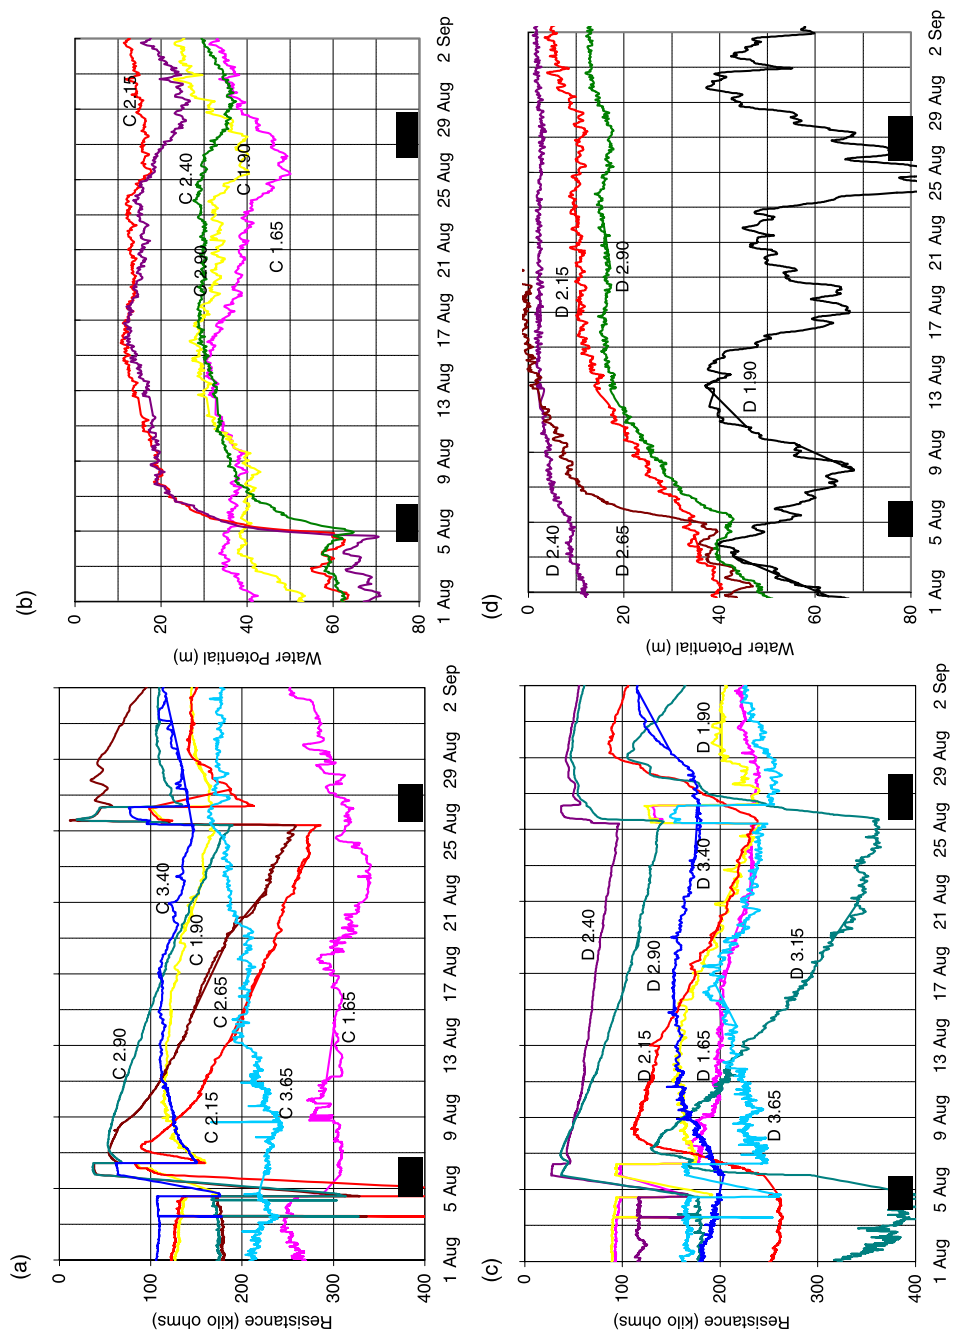 (a)
Resistance (kilo ohms)
0
100
200
300
400
C 2.90
C 3.40
C 1.90
C 2.65
C 2.15
C 3.65
C 1.65
1 Aug 5 Aug 9 Aug 13 Aug 17 Aug 21 Aug 25 Aug 29 Aug 2 Sep
(b)
Water Potential (m)
0
20
40
60
80
C 2.15
C 2.40
C 2.90
C 1.90
C 1.65
1 Aug 5 Aug 9 Aug 13 Aug 17 Aug 21 Aug 25 Aug 29 Aug 2 Sep
(c)
Resistance (kilo ohms)
0
100
200
300
400
D 2.40
D 2.90
D 3.40
D 1.90
D 2.15
D 1.65
D 3.15
D 3.65
1 Aug 5 Aug 9 Aug 13 Aug 17 Aug 21 Aug 25 Aug 29 Aug 2 Sep
(d)
Water Potential (m)
0
20
40
60
80
D 2.40
D 2.15
D 2.65
D 2.90
D 1.90
1 Aug 5 Aug 9 Aug 13 Aug 17 Aug 21 Aug 25 Aug 29 Aug 2 Sep